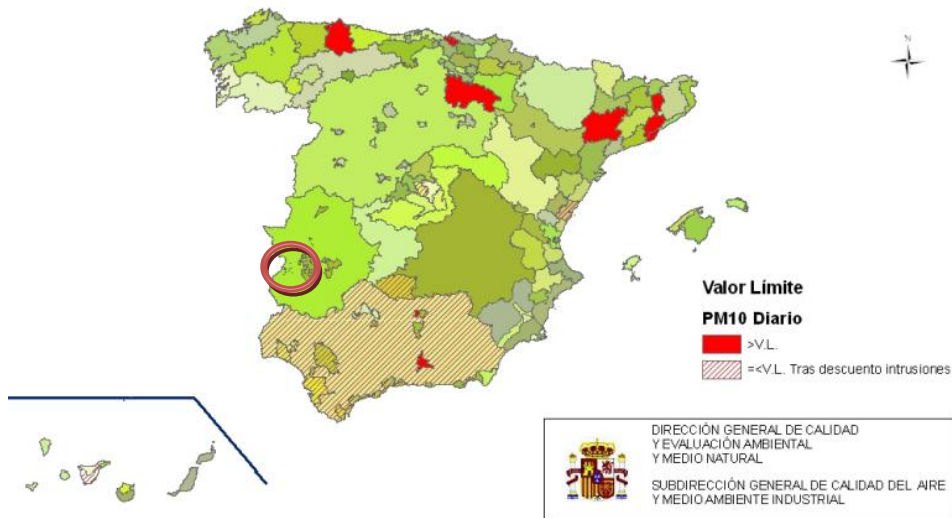 N
Valor Límite
PM10 Diario
>V.L.
=<V.L. Tras descuento intrusiones
DIRECCIÓN GENERAL DE CALIDAD
Y EVALUACIÓN AMBIENTAL
Y MEDIO NATURAL
SUBDIRECCIÓN GENERAL DE CALIDAD DEL AIRE
Y MEDIO AMBIENTE INDUSTRIAL